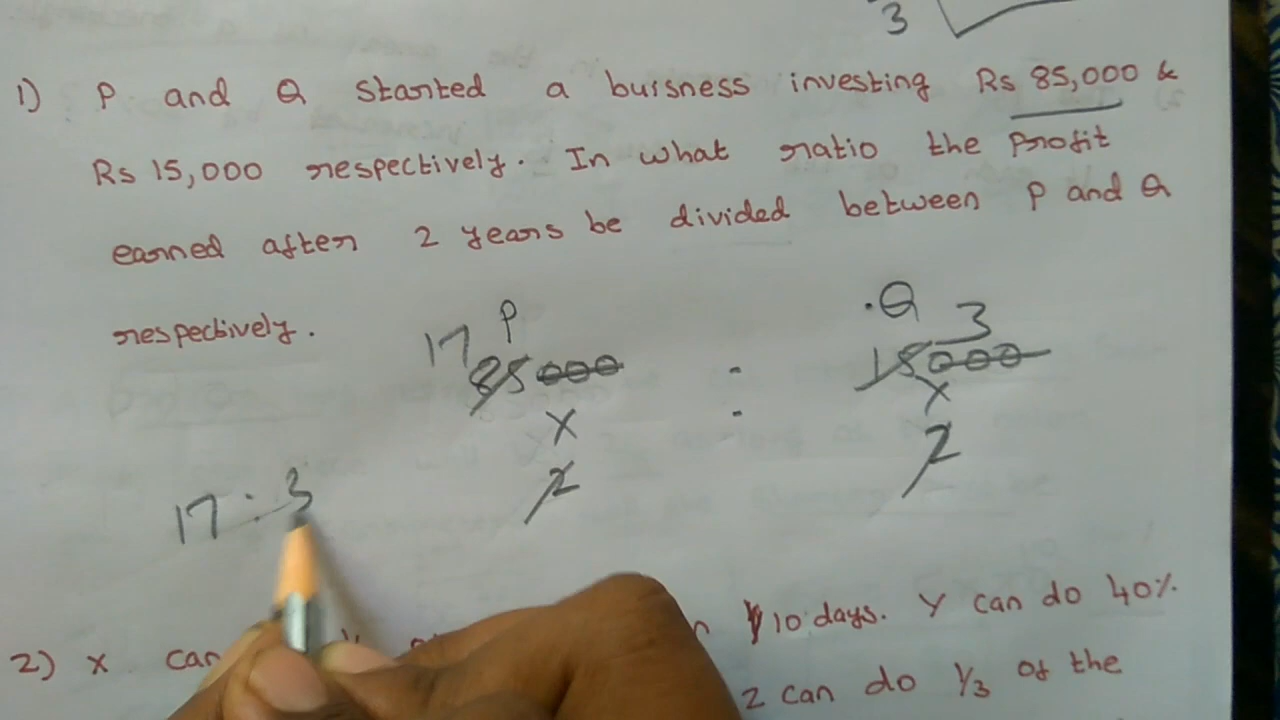 3
1) P and Q started a buisness investing Rs 85,000 &
Rs 15,000 respectively. In what ratio the profit
earned after 2 years be divided between P and Q
respectively.
P : Q
17 3
85000 : 15000
X X
2 2
17 : 3
2) X can 10 days. Y can do 40%
Z can do 1/3 of the